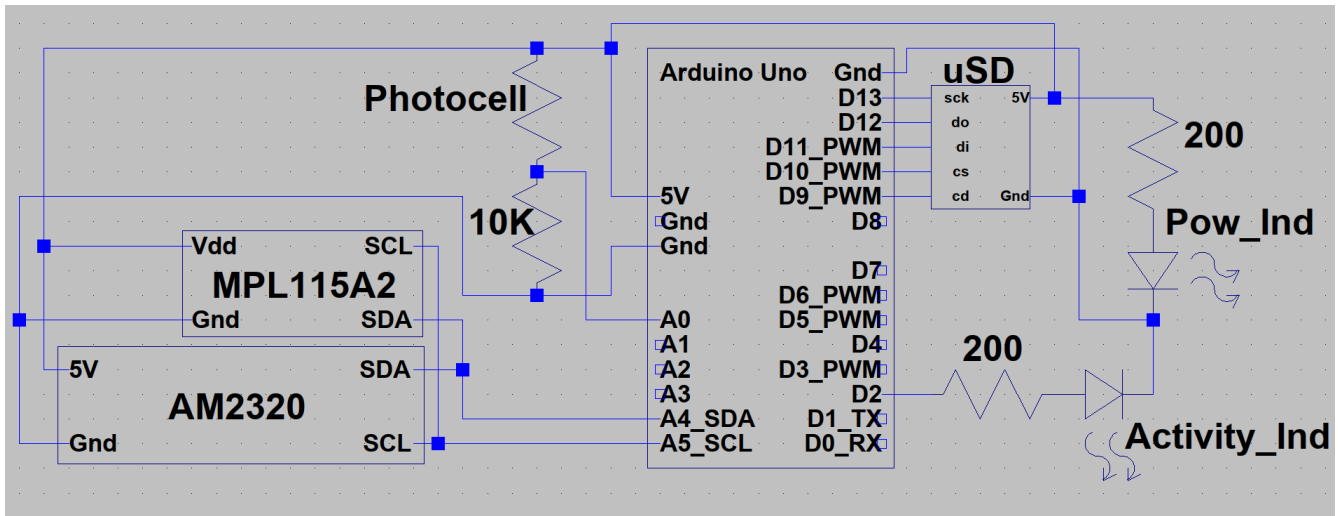 Arduino Uno
Gnd
D13
D12
D11_PWM
D10_PWM
D9_PWM
D8
D7
D6_PWM
D5_PWM
D4
D3_PWM
D2
D1_TX
D0_RX
5V
Gnd
Gnd
A0
A1
A2
A3
A4_SDA
A5_SCL
Photocell
10K
Vdd
SCL
MPL115A2
Gnd
SDA
5V
SDA
AM2320
Gnd
SCL
uSD
sck
5V
do
di
cs
cd
Gnd
200
Pow_Ind
200
Activity_Ind